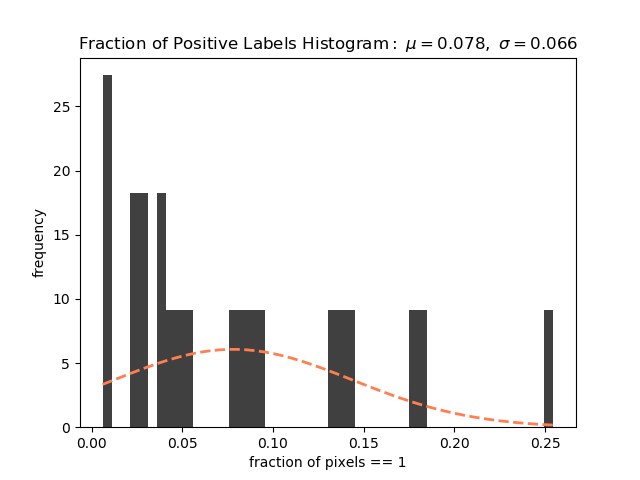 Fraction of Positive Labels Histogram : μ = 0.078, σ = 0.066
25
20
15
10
5
0
frequency
0.00 0.05 0.10 0.15 0.20 0.25
fraction of pixels == 1